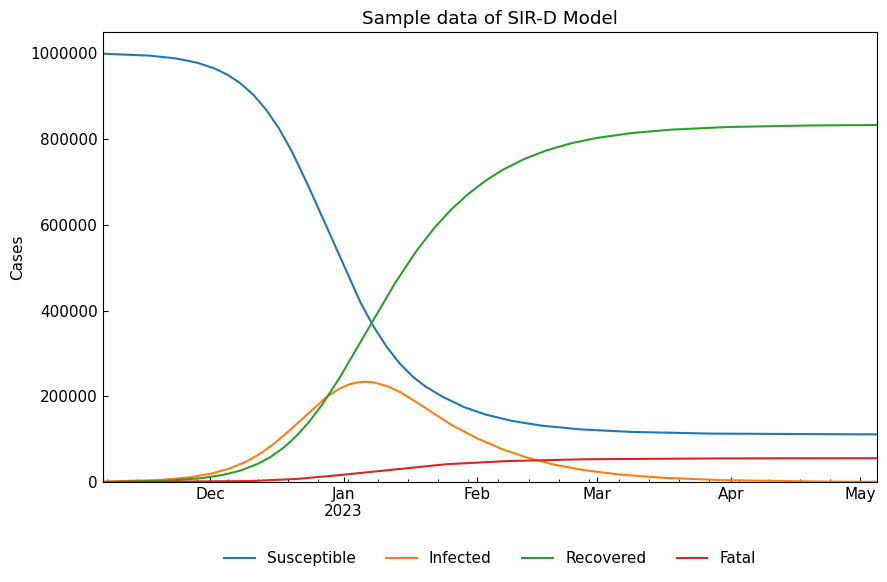 Sample data of SIR-D Model
Cases
1000000
800000
600000
400000
200000
0
Dec Jan Feb Mar Apr May
2023
Susceptible Infected Recovered Fatal